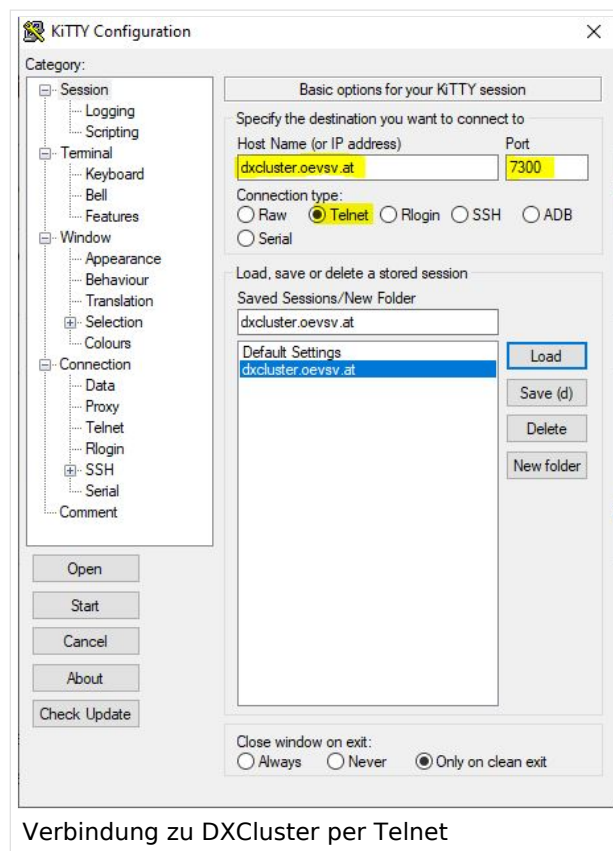 KiTTY Configuration
Category:
Session
Logging
Scripting
Terminal
Keyboard
Bell
Features
Window
Appearance
Behaviour
Translation
Selection
Colours
Connection
Data
Proxy
Telnet
Rlogin
SSH
Serial
Comment
Open
Start
Cancel
About
Check Update
Basic options for your KiTTY session
Specify the destination you want to connect to
Host Name (or IP address) Port
dxcluster.oevsv.at 7300
Connection type:
Raw Telnet Rlogin SSH ADB
Serial
Load, save or delete a stored session
Saved Sessions/New Folder
dxcluster.oevsv.at
Default Settings
dxcluster.oevsv.at
Load
Save (d)
Delete
New folder
Close window on exit:
Always Never Only on clean exit
Verbindung zu DXCluster per Telnet